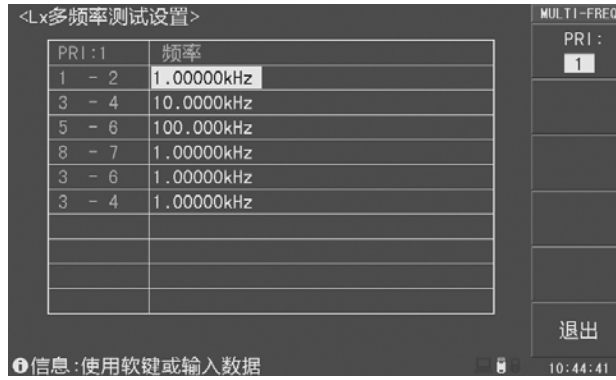 <Lx多频率测试设置>
MULTI-FREQ
PRI:
1
PRI:1 频率
1 - 2 1.00000kHz
3 - 4 10.0000kHz
5 - 6 100.000kHz
8 - 7 1.00000kHz
3 - 6 1.00000kHz
3 - 4 1.00000kHz
退出
信息:使用软键或输入数据
10:44:41